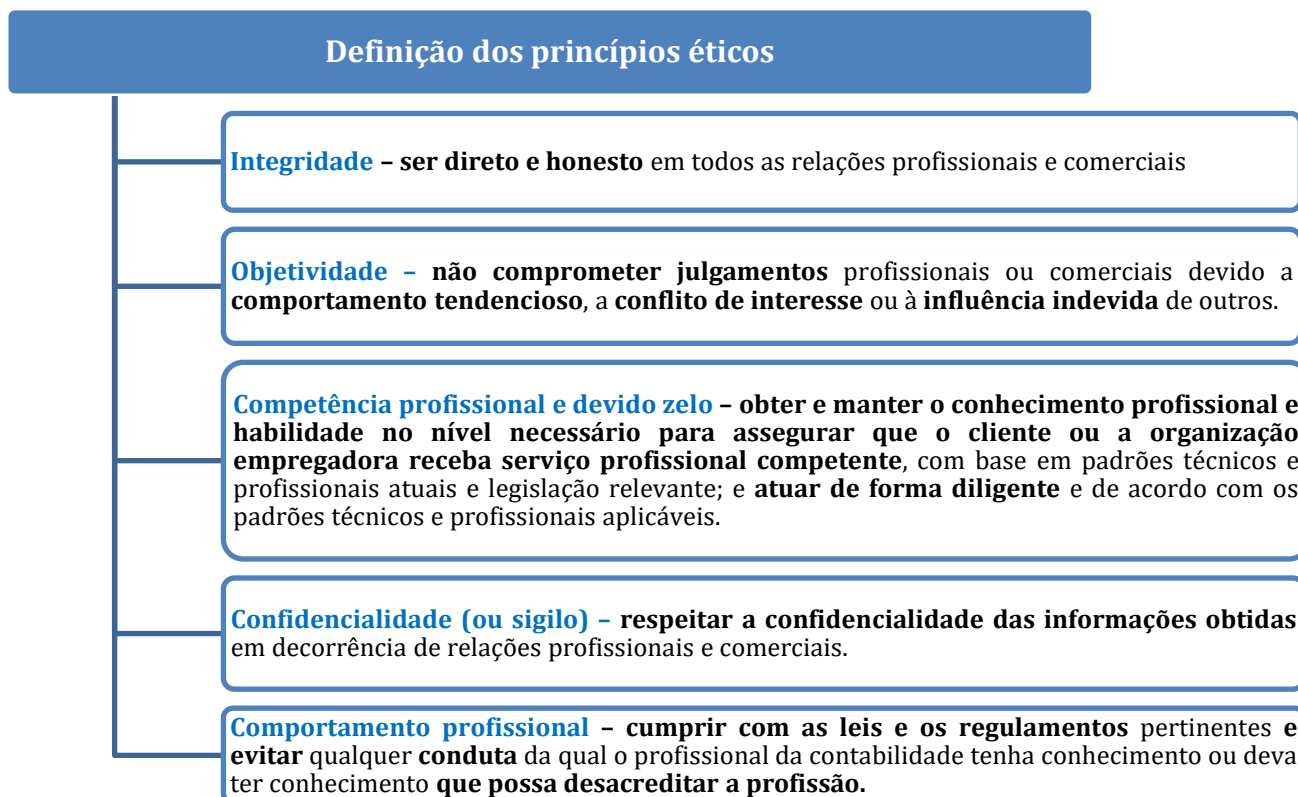 Definição dos princípios éticos
Integridade – ser direto e honesto em todos as relações profissionais e comerciais
Objetividade – não comprometer julgamentos profissionais ou comerciais devido a
comportamento tendencioso, a conflito de interesse ou à influência indevida de outros.
Competência profissional e devido zelo – obter e manter o conhecimento profissional e
habilidade no nível necessário para assegurar que o cliente ou a organização
empregadora receba serviço profissional competente, com base em padrões técnicos e
profissionais atuais e legislação relevante; e atuar de forma diligente e de acordo com os
padrões técnicos e profissionais aplicáveis.
Confidencialidade (ou sigilo) – respeitar a confidencialidade das informações obtidas
em decorrência de relações profissionais e comerciais.
Comportamento profissional – cumprir com as leis e os regulamentos pertinentes e
evitar qualquer conduta da qual o profissional da contabilidade tenha conhecimento ou deva
ter conhecimento que possa desacreditar a profissão.